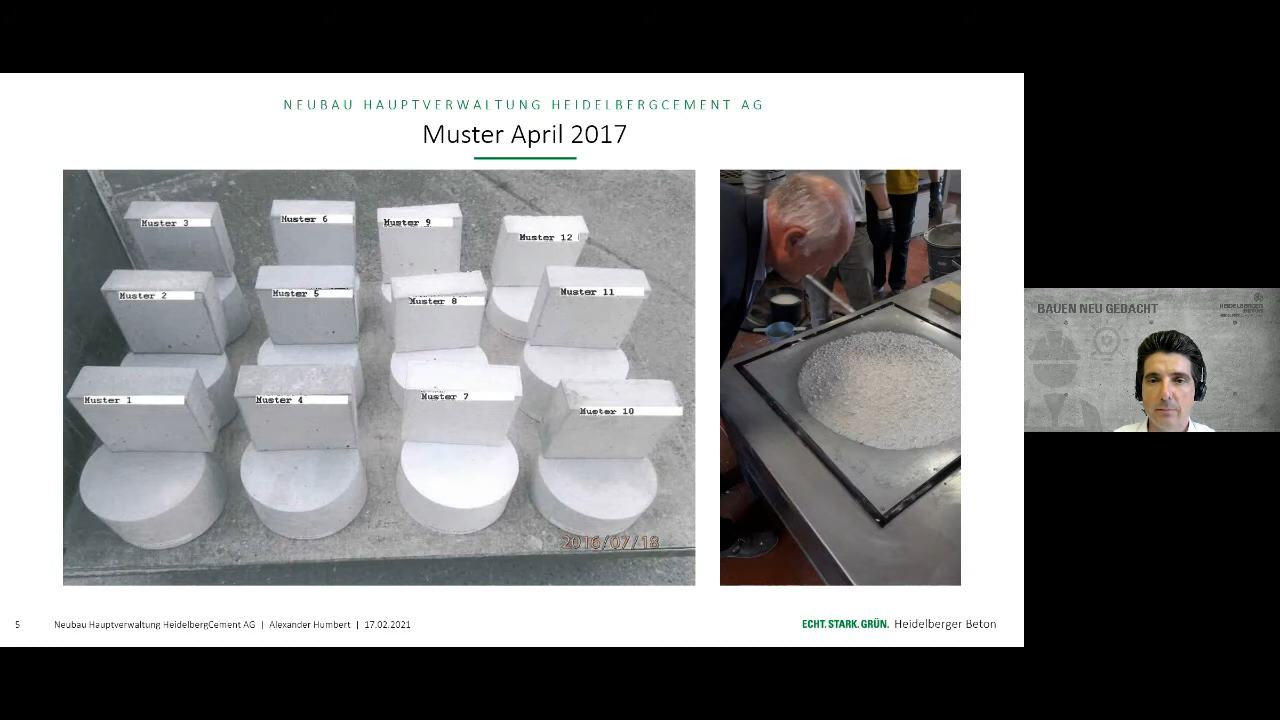 NEUBAU HAUPTVERWALTUNG HEIDELBERGCEMENT AG
Muster April 2017
Muster 3
Muster 6
Muster 9
Muster 12
Muster 2
Muster 5
Muster 8
Muster 11
Muster 1
Muster 4
Muster 7
Muster 10
2016/07/18
BAUEN NEU GEDACHT
HEIDELBERGER
BETON
5 Neubau Hauptverwaltung HeidelbergCement AG | Alexander Humbert | 17.02.2021
ECHT. STARK. GRÜN. Heidelberger Beton